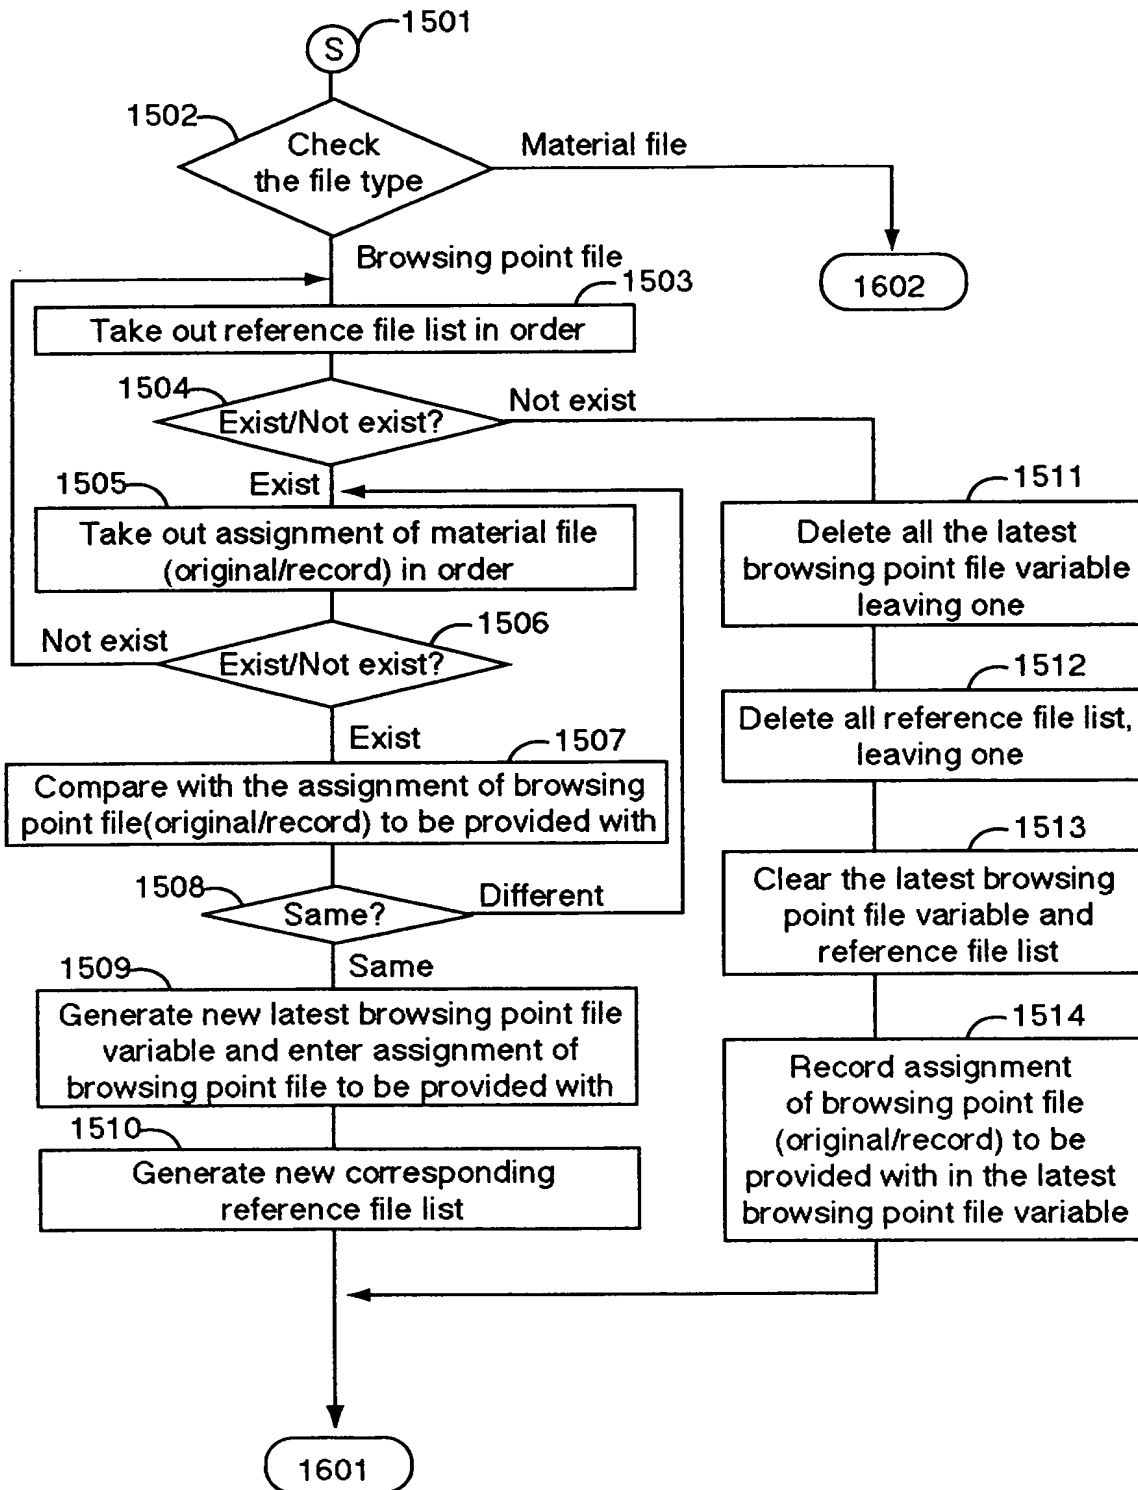 1501
S
1502
Check
the file type
Material file
Browsing point file
1602
1503
Take out reference file list in order
1504
Exist/Not exist?
Not exist
1505
Exist
Take out assignment of material file
(original/record) in order
1511
Delete all the latest
browsing point file variable
leaving one
1506
Not exist
Exist/Not exist?
1512
Delete all reference file list,
leaving one
Exist
1507
Compare with the assignment of browsing
point file(original/record) to be provided with
1513
Clear the latest browsing
point file variable and
reference file list
1508
Same?
Different
Same
1509
Generate new latest browsing point file
variable and enter assignment of
browsing point file to be provided with
1514
Record assignment
of browsing point file
(original/record) to be
provided with in the latest
browsing point file variable
1510
Generate new corresponding
reference file list
1601